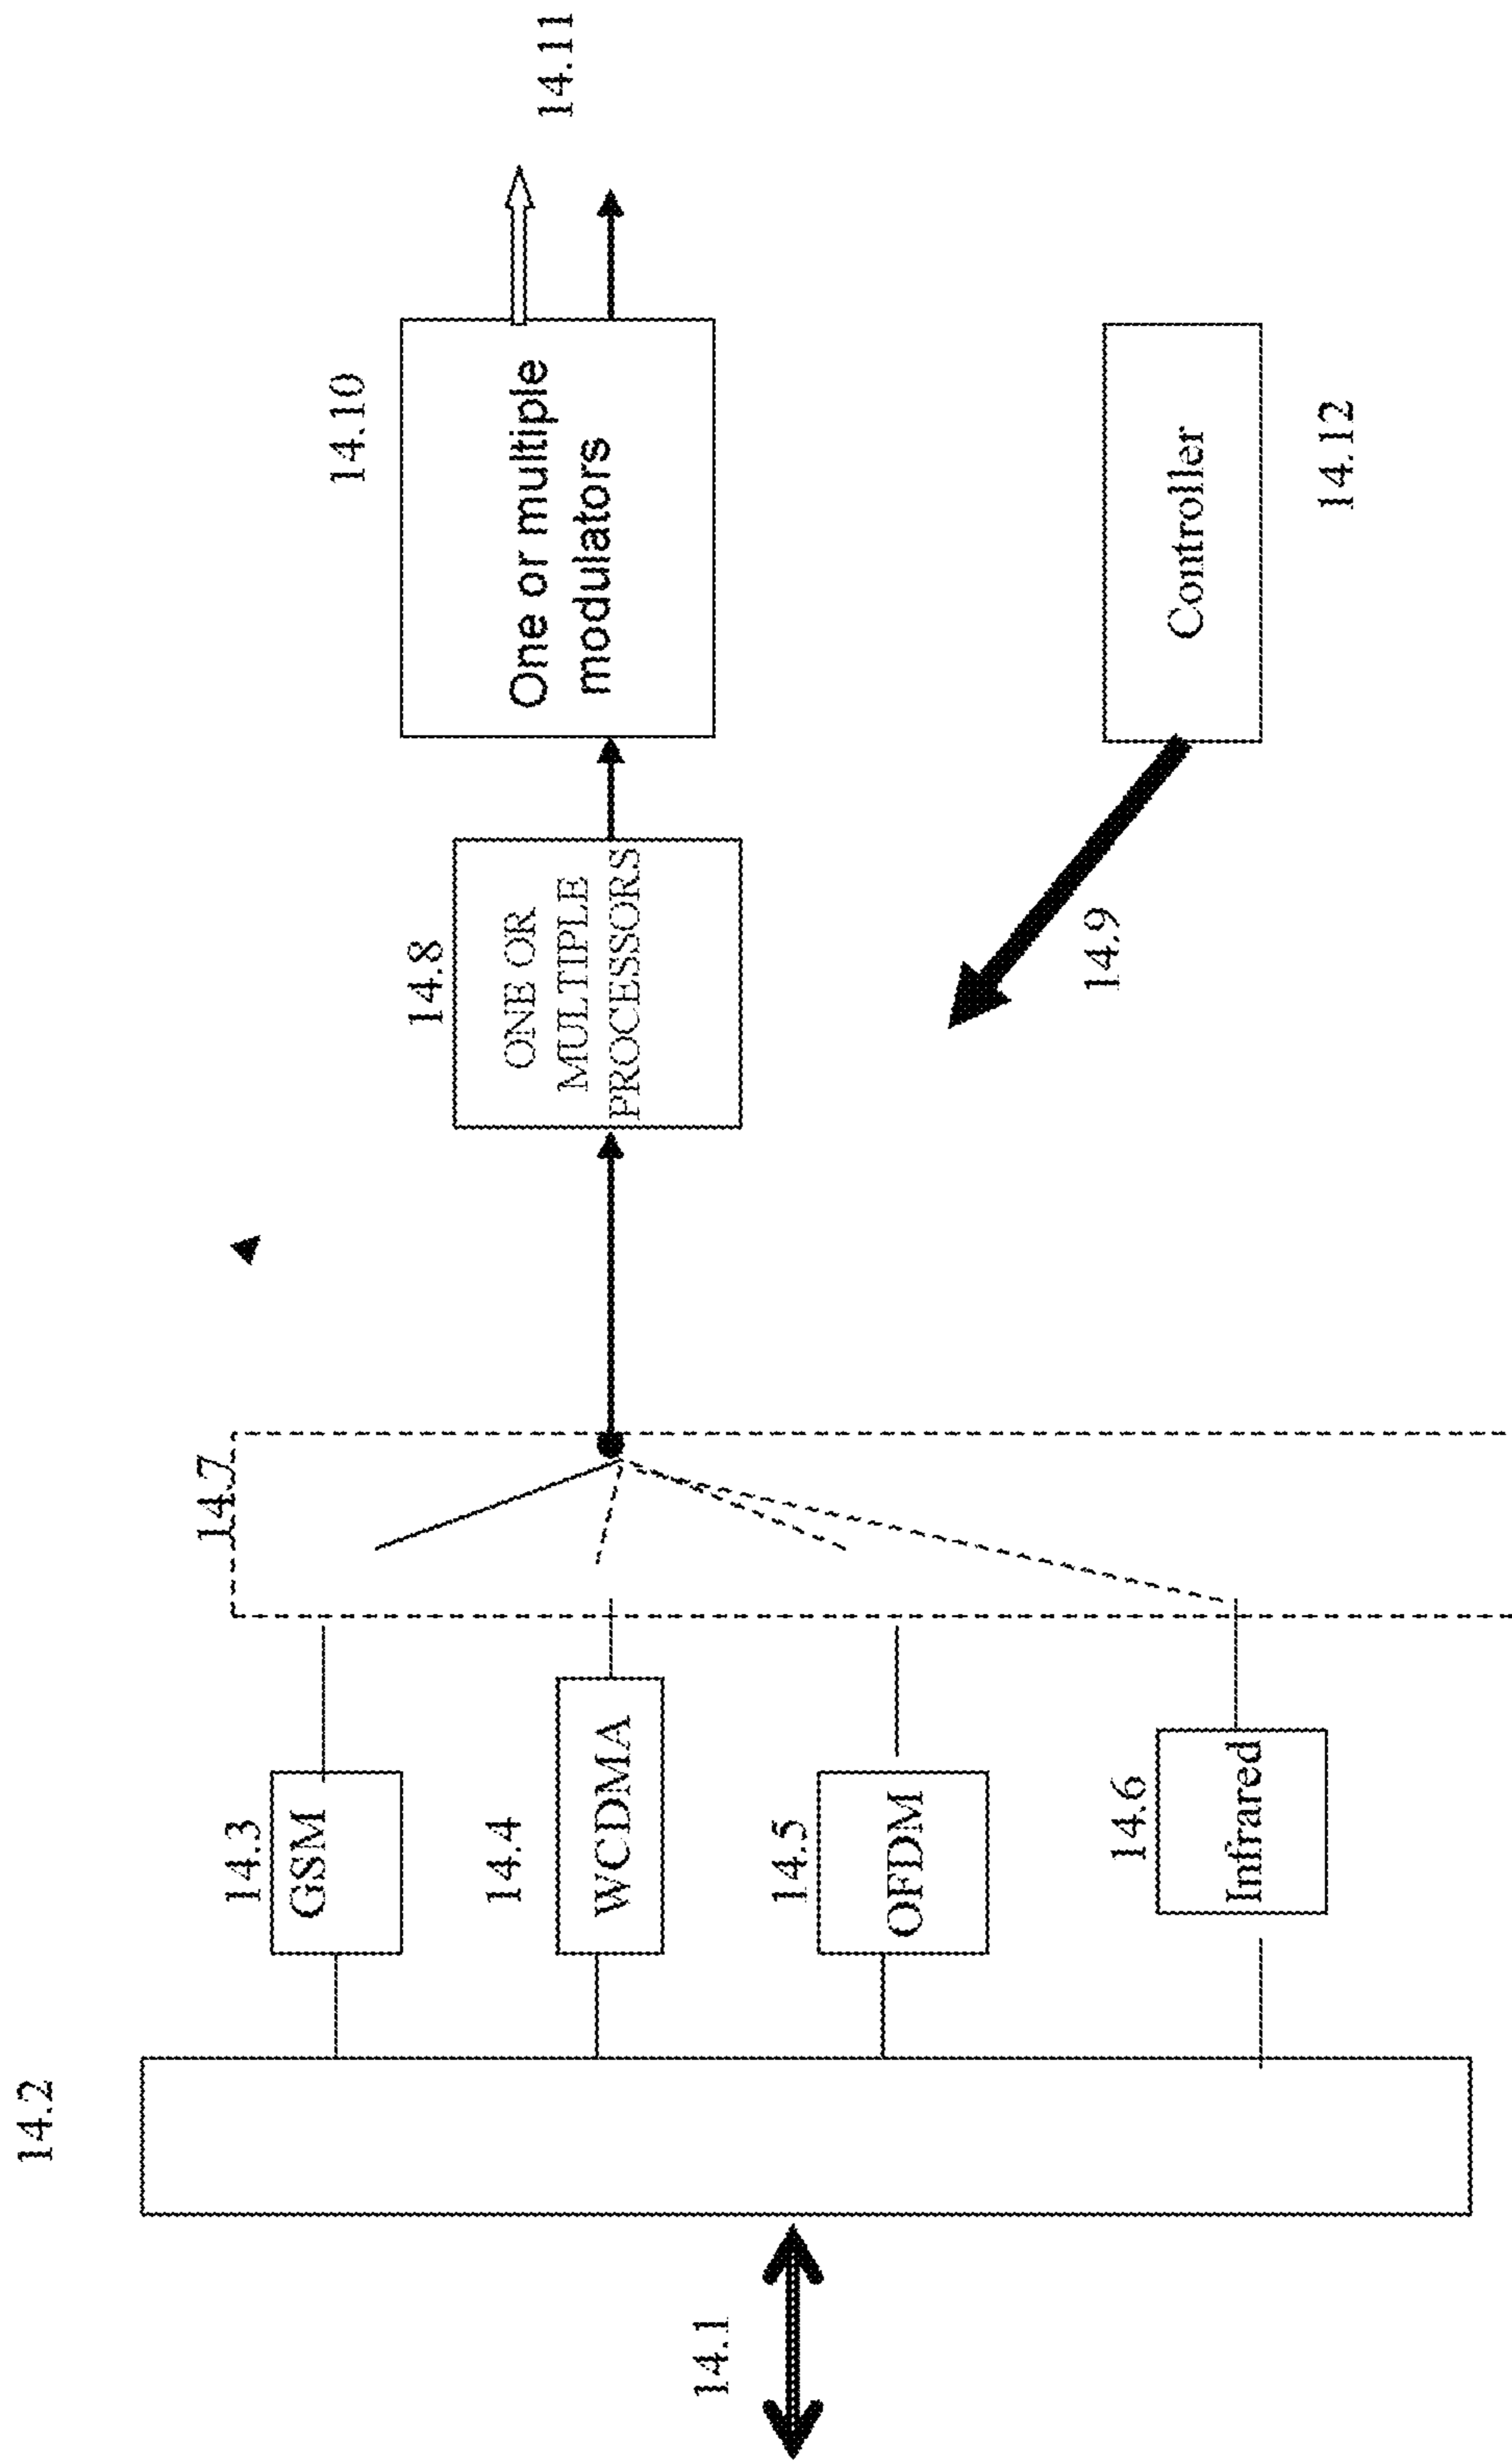 14.1
14.2
14.3
GSM
14.4
WCDMA
14.5
OFDM
14.6
Infrared
14.7
14.8
ONE OR
MULTIPLE
PROCESSORS
14.9
14.10
One or multiple
modulators
14.11
Controller
14.12